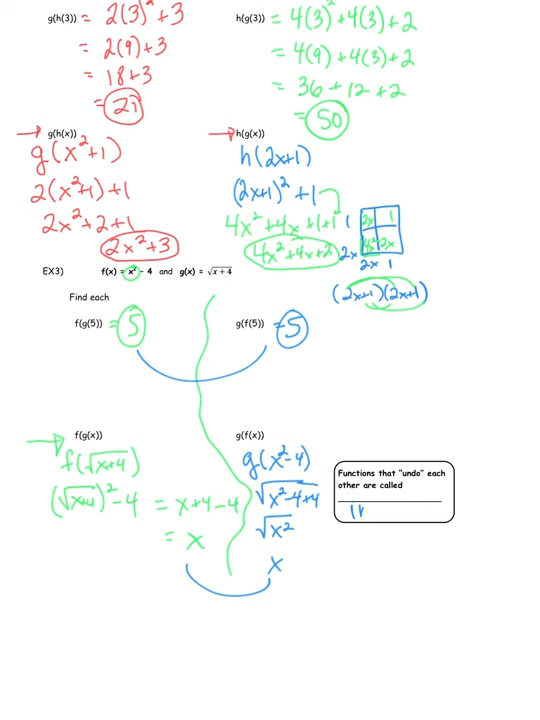 g(h(3)) = 2(3)² + 3
= 2(9) + 3
= 18 + 3
= 21
h(g(3)) = 4(3)² + 4(3) + 2
= 4(9) + 4(3) + 2
= 36 + 12 + 2
= 50
g(h(x))
g(x² + 1)
2(x² + 1) + 1
2x² + 2 + 1
2x² + 3
h(g(x))
h(2x+1)
(2x+1)² + 1
4x² + 4x + 1 + 1
4x² + 4x + 2
1 2x 1
2x 4x² 2x
2x 1
(2x+1)(2x+1)
EX3) f(x) = x² - 4 and g(x) = √(x + 4)
Find each
f(g(5)) = 5
g(f(5)) = 5
f(g(x))
f(√(x+4))
(√(x+4))² - 4 = x + 4 - 4
= x
g(f(x))
g(x² - 4)
√(x² - 4 + 4)
√x²
x
Functions that "undo" each
other are called